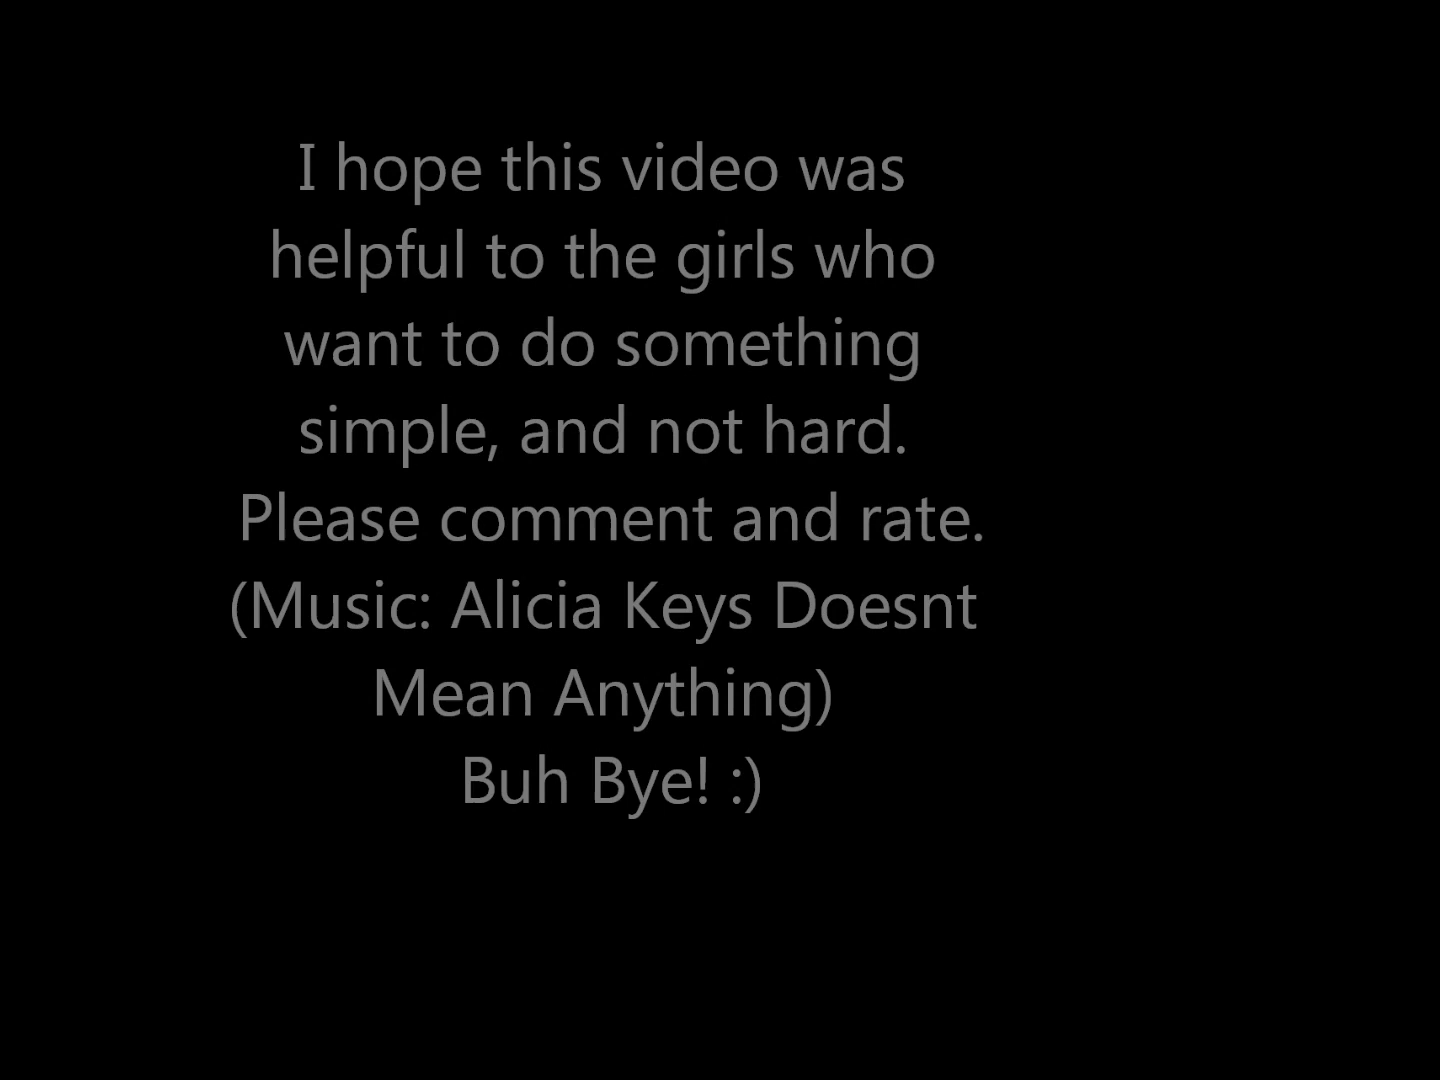 I hope this video was
helpful to the girls who
want to do something
simple, and not hard.
Please comment and rate.
(Music: Alicia Keys Doesnt
Mean Anything)
Buh Bye! :)